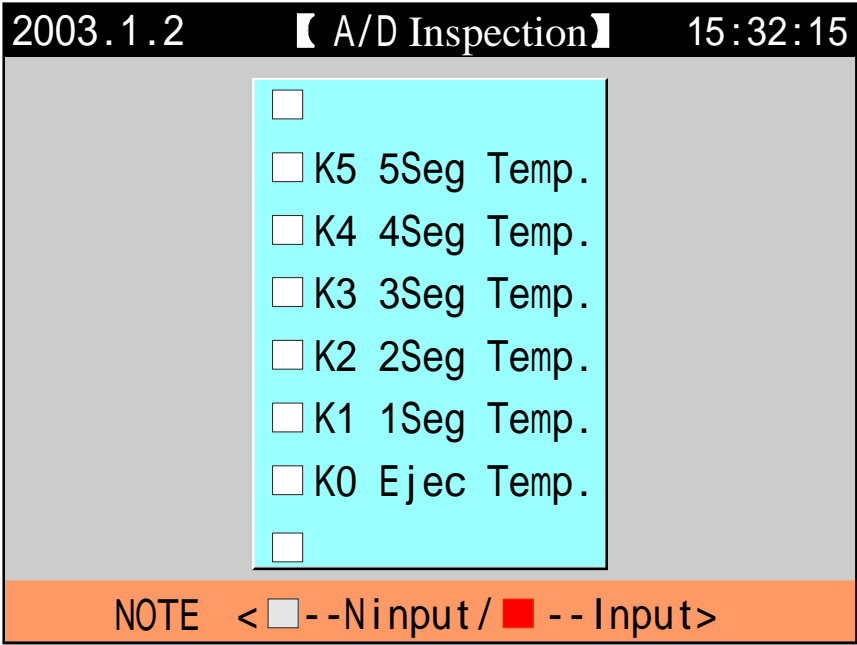 2003.1.2 【 A/D Inspection】 15:32:15
K5 5Seg Temp.
K4 4Seg Temp.
K3 3Seg Temp.
K2 2Seg Temp.
K1 1Seg Temp.
K0 Ejec Temp.
NOTE <--Ninput/ --Input>